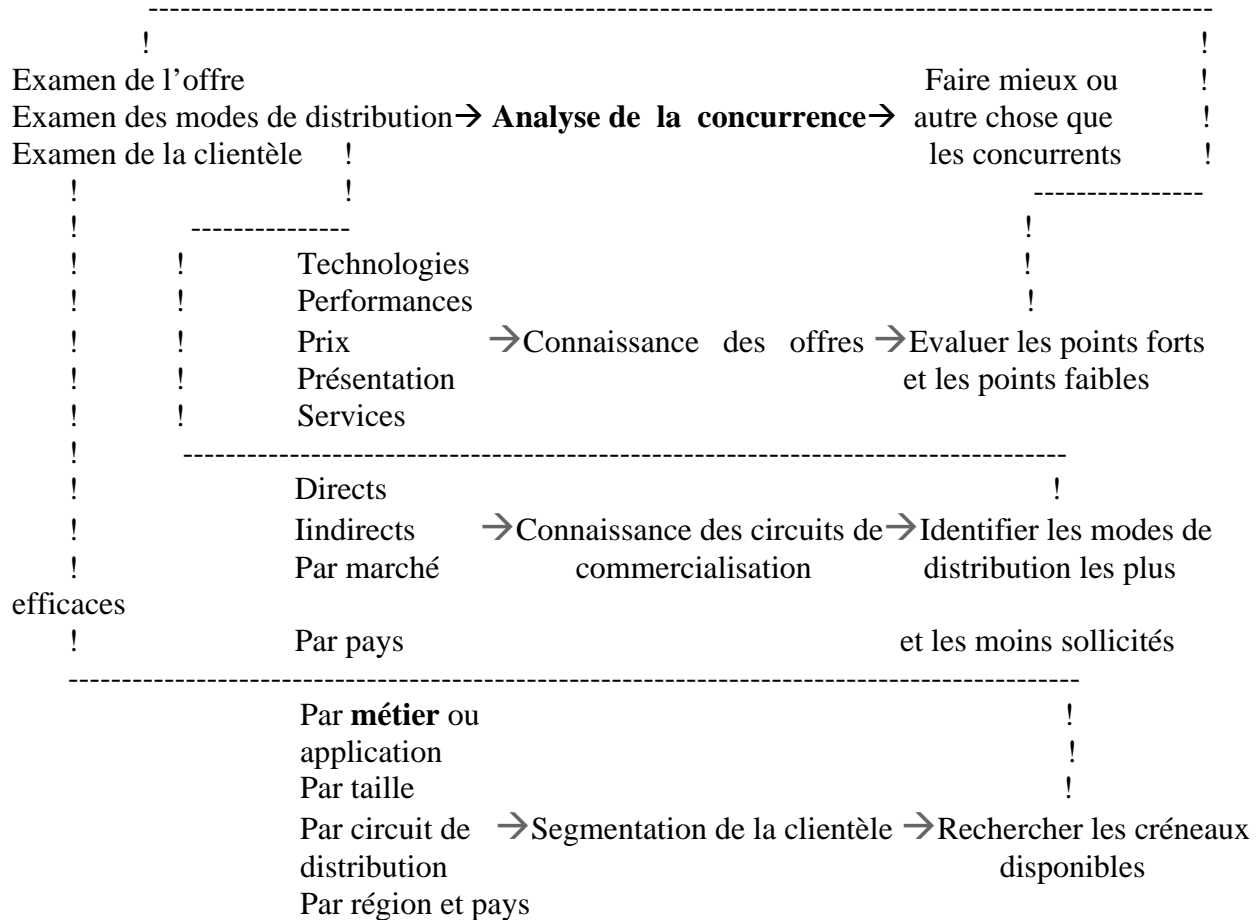 Examen de l’offre Faire mieux ou
Examen des modes de distribution→ Analyse de la concurrence→ autre chose que
Examen de la clientèle les concurrents
Technologies
Performances
Prix →Connaissance des offres →Evaluer les points forts
Présentation et les points faibles
Services
Directs
Iindirects →Connaissance des circuits de→Identifier les modes de
Par marché commercialisation distribution les plus
efficaces
Par pays et les moins sollicités
Par métier ou
application
Par taille
Par circuit de →Segmentation de la clientèle →Rechercher les créneaux
distribution disponibles
Par région et pays